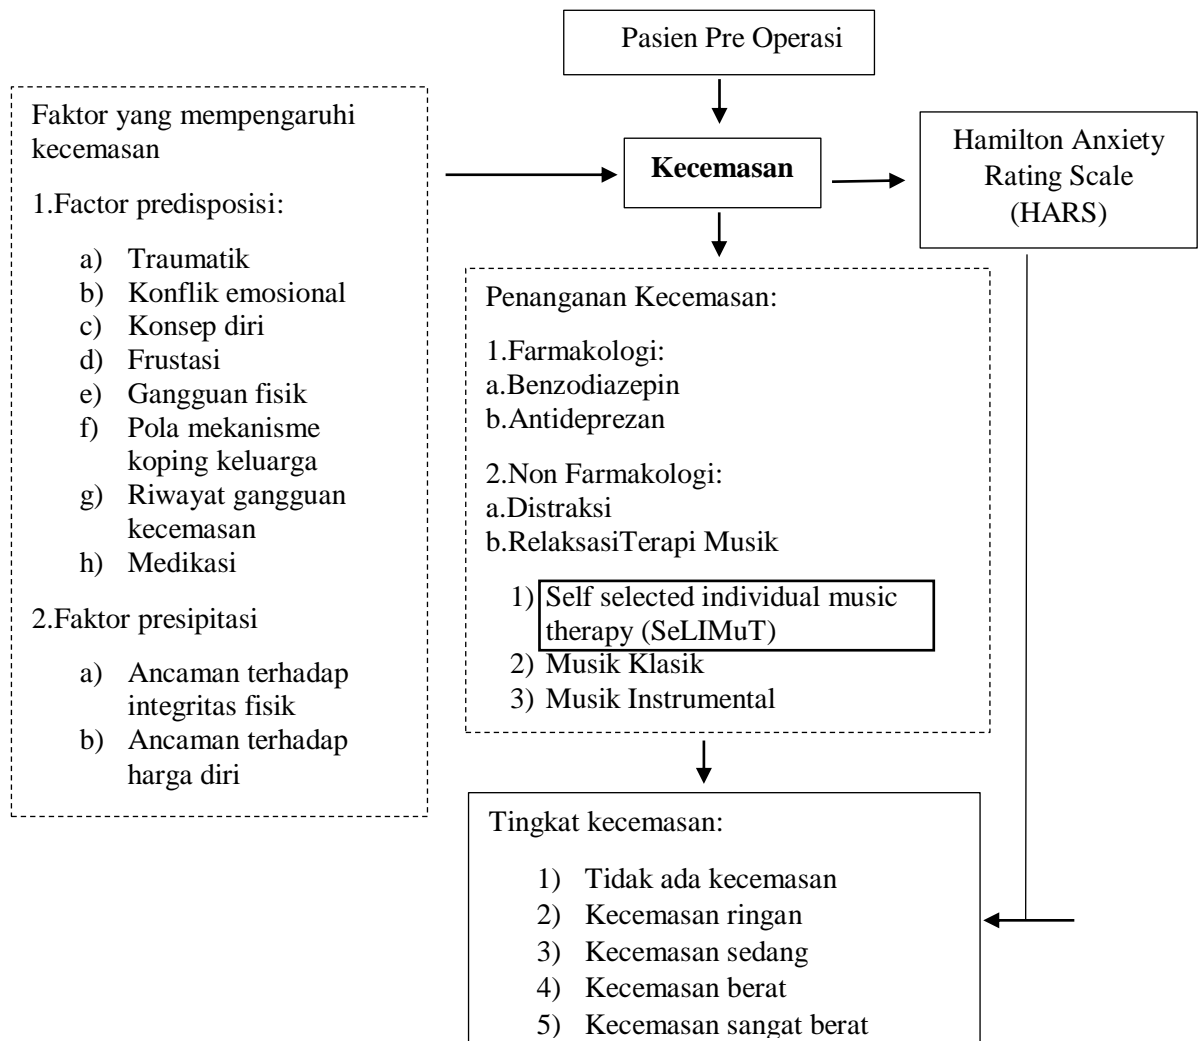 Pasien Pre Operasi
Faktor yang mempengaruhi
kecemasan
1.Factor predisposisi:
a) Traumatik
b) Konflik emosional
c) Konsep diri
d) Frustasi
e) Gangguan fisik
f) Pola mekanisme
koping keluarga
g) Riwayat gangguan
kecemasan
h) Medikasi
2.Faktor presipitasi
a) Ancaman terhadap
integritas fisik
b) Ancaman terhadap
harga diri
Kecemasan
Hamilton Anxiety
Rating Scale
(HARS)
Penanganan Kecemasan:
1.Farmakologi:
a.Benzodiazepin
b.Antideprezan
2.Non Farmakologi:
a.Distraksi
b.RelaksasiTerapi Musik
1) Self selected individual music
therapy (SeLIMuT)
2) Musik Klasik
3) Musik Instrumental
Tingkat kecemasan:
1) Tidak ada kecemasan
2) Kecemasan ringan
3) Kecemasan sedang
4) Kecemasan berat
5) Kecemasan sangat berat